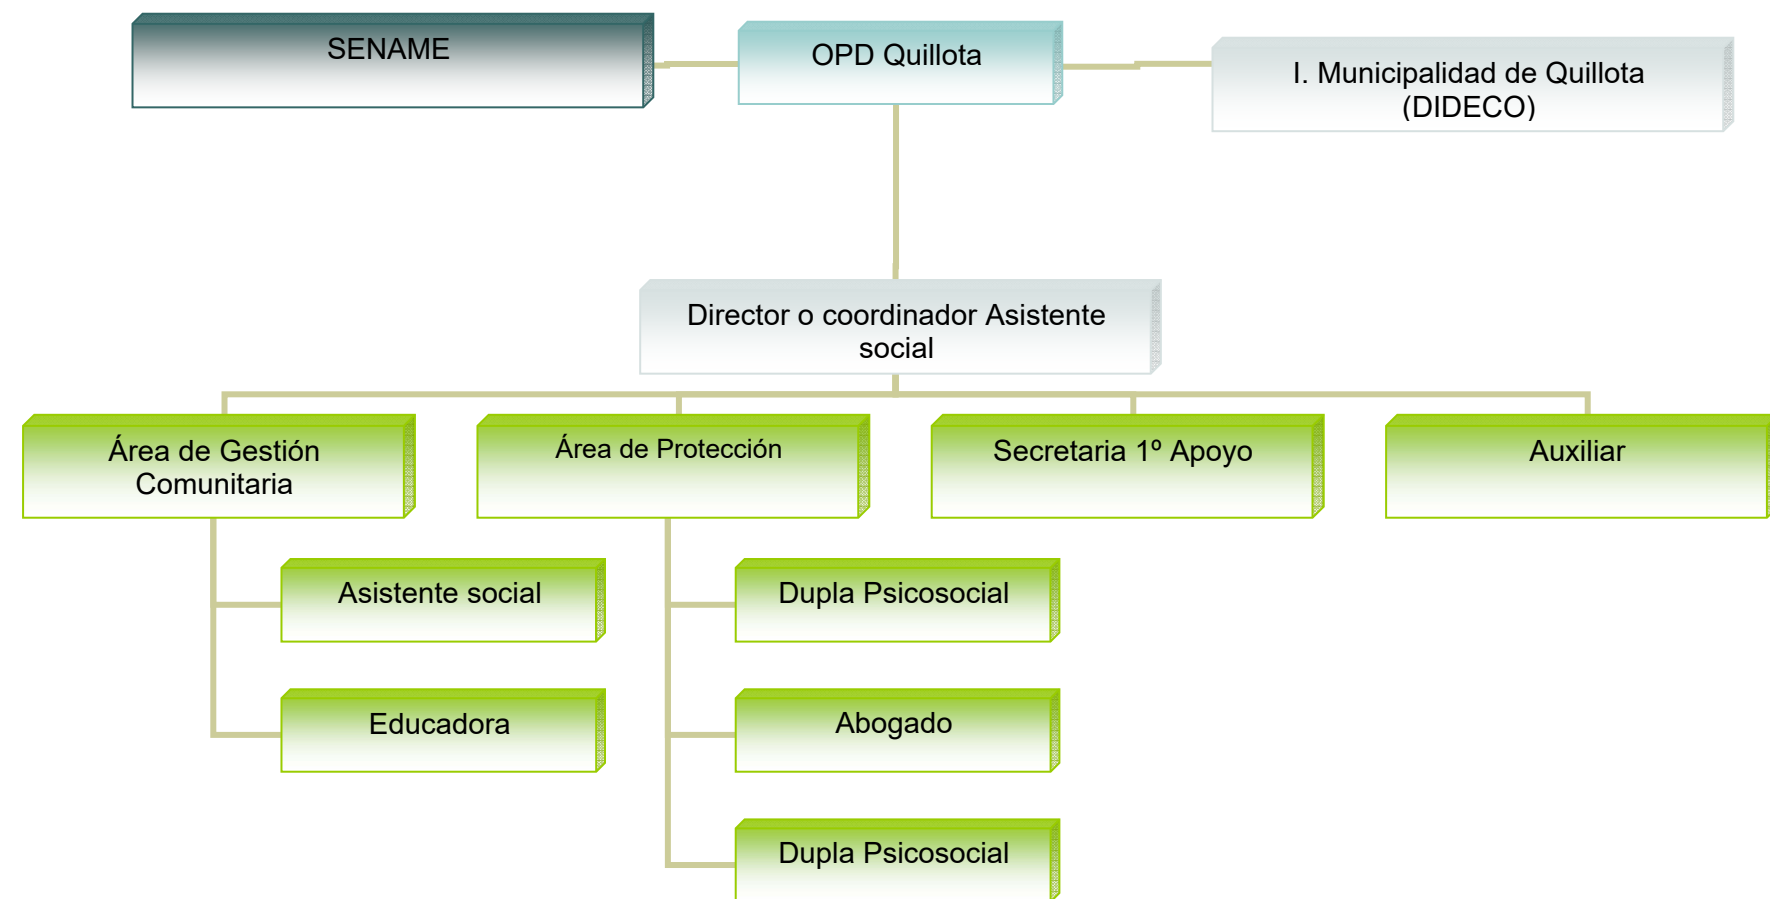 SENAME
OPD Quillota
I. Municipalidad de Quillota
(DIDECO)
Director o coordinador Asistente
social
Área de Gestión
Comunitaria
Área de Protección
Secretaria 1º Apoyo
Auxiliar
Asistente social
Dupla Psicosocial
Educadora
Abogado
Dupla Psicosocial